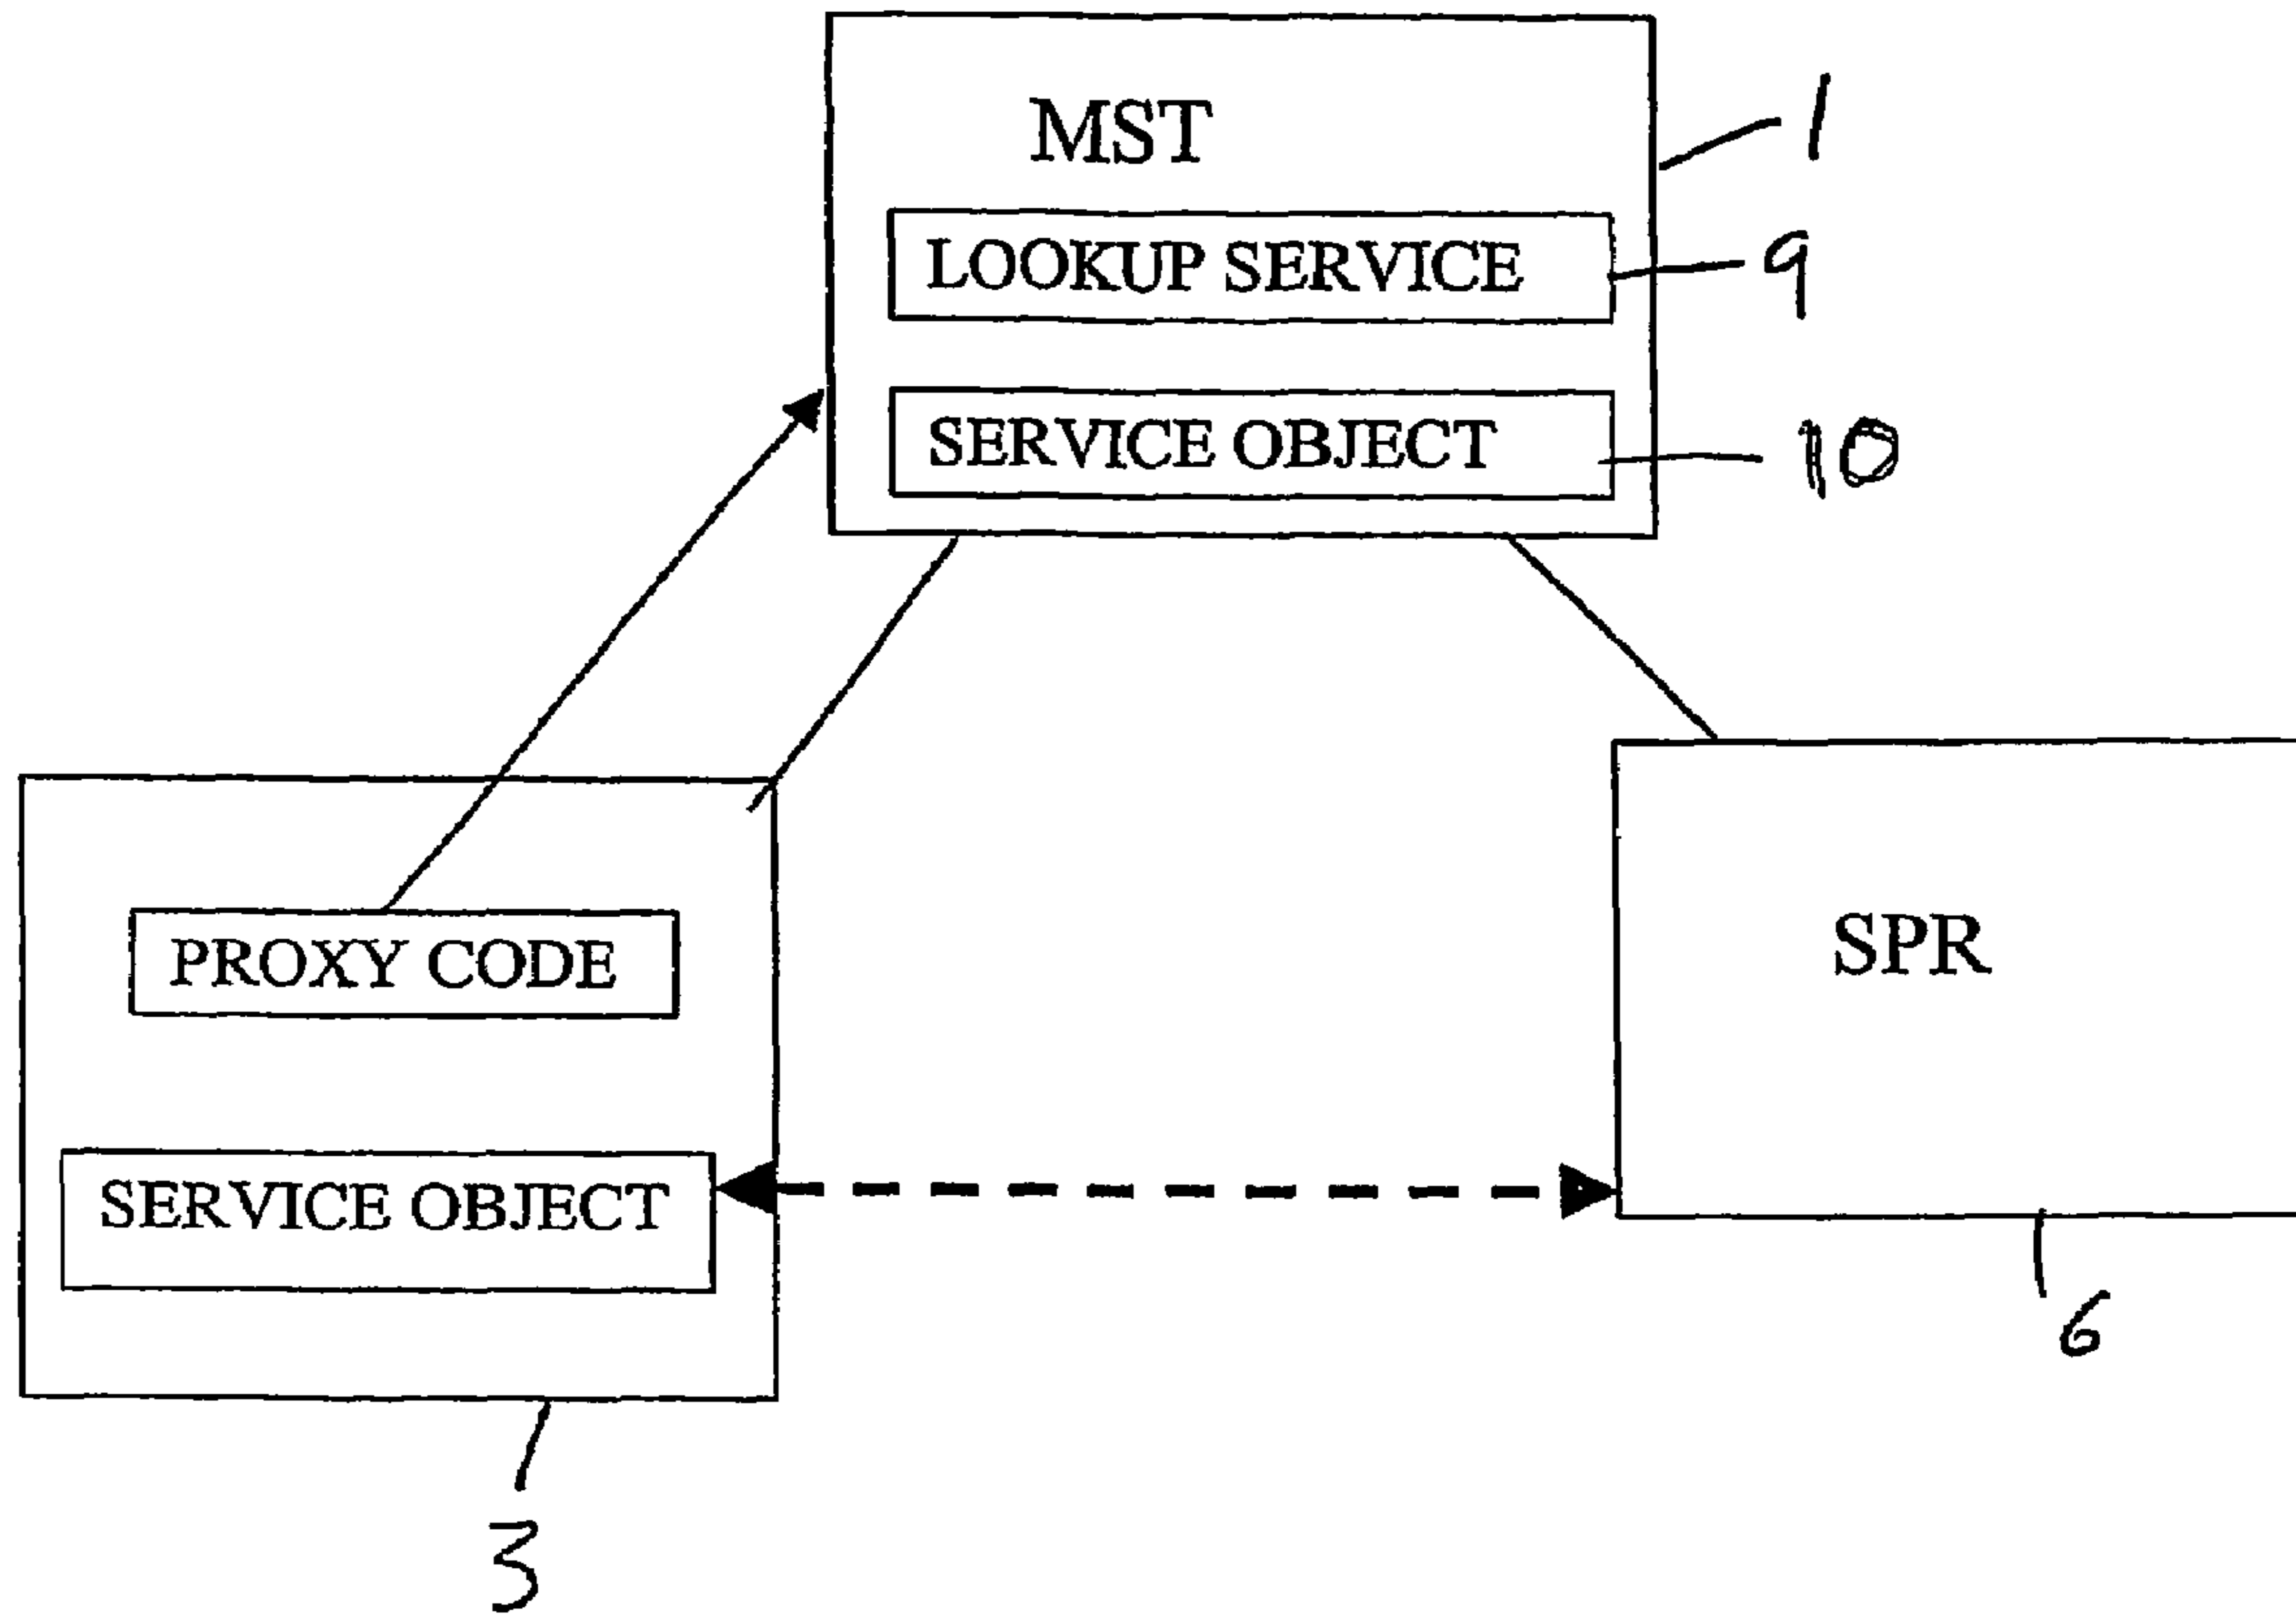 MST
1
LOOKUP SERVICE
9
SERVICE OBJECT
10
PROXY CODE
SPR
SERVICE OBJECT
6
3